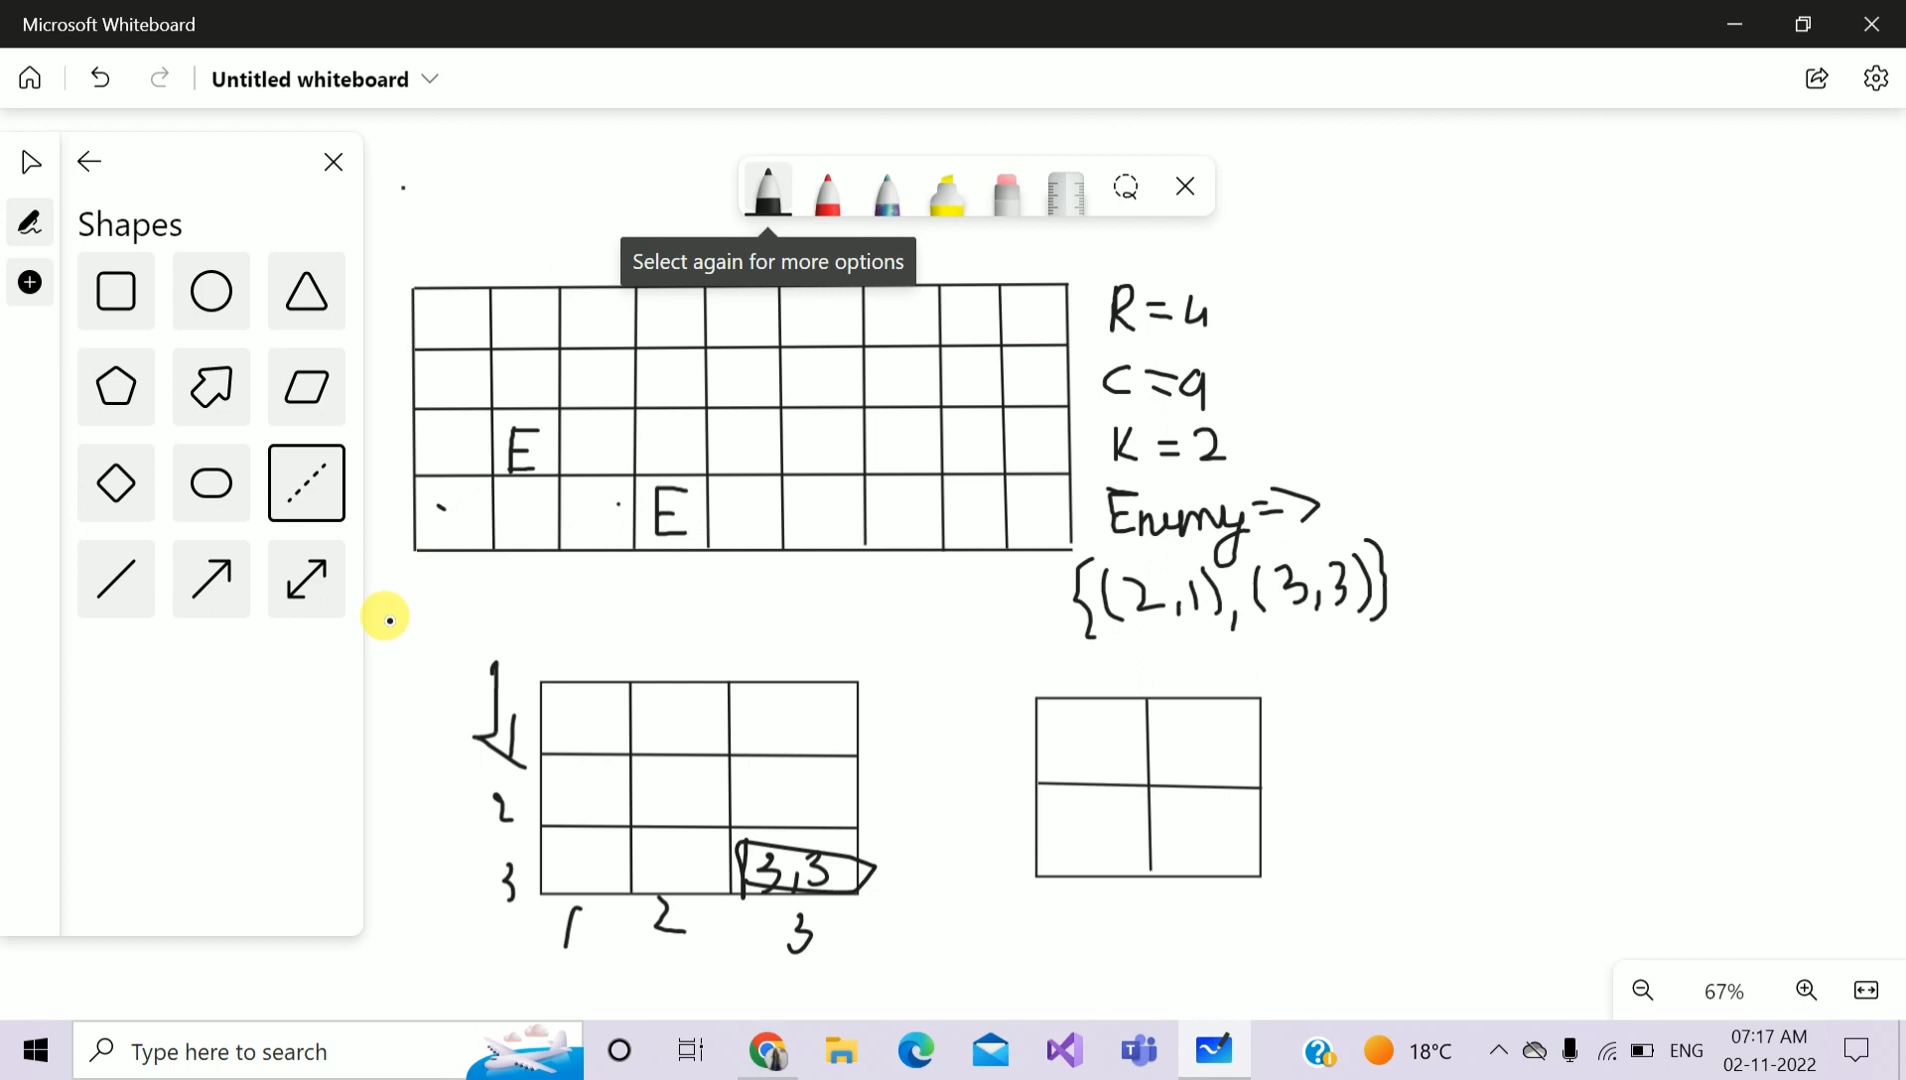 Microsoft Whiteboard
Untitled whiteboard
Shapes
Select again for more options
R = 4
C = 9
K = 2
E
E
Enemy =>
{(2,1), (3,3)}
2
3
3,3
1 2 3
67%
Type here to search
18°C
ENG
07:17 AM
02-11-2022